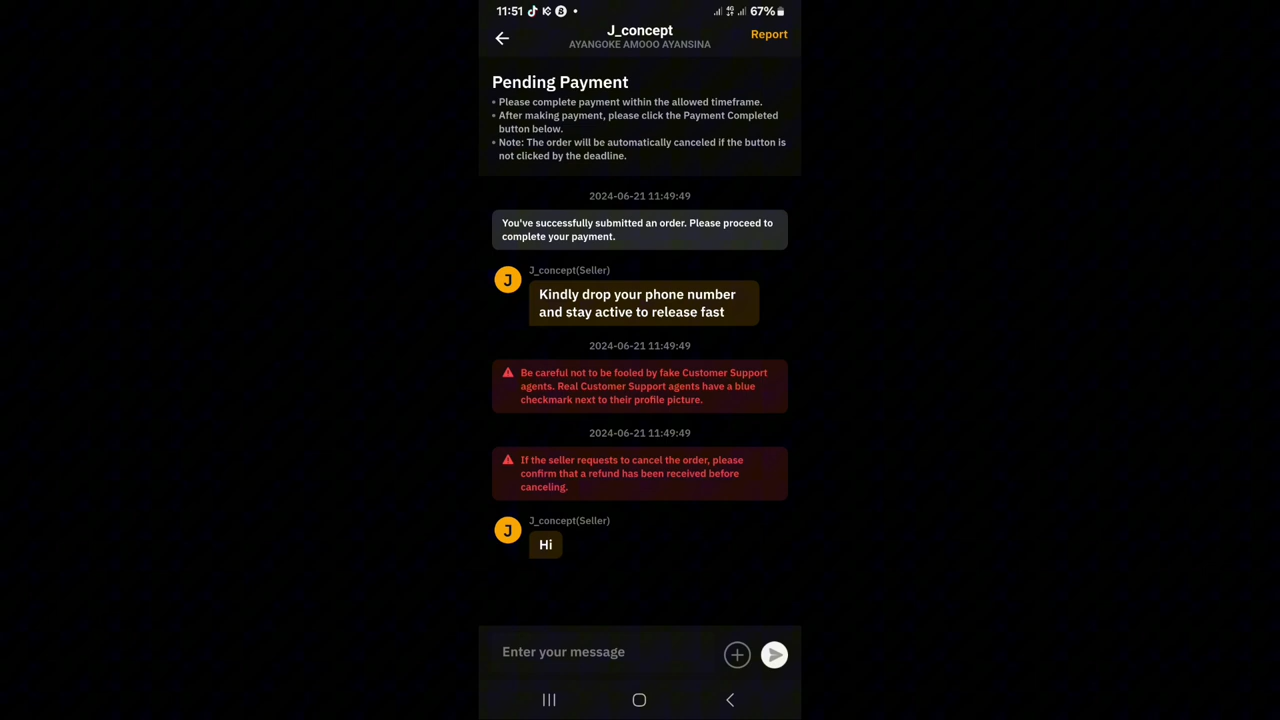 11:51
4G
67%
J_concept
AYANGOKE AMOOO AYANSINA
Report
Pending Payment
• Please complete payment within the allowed timeframe.
• After making payment, please click the Payment Completed
button below.
• Note: The order will be automatically canceled if the button is
not clicked by the deadline.
2024-06-21 11:49:49
You've successfully submitted an order. Please proceed to
complete your payment.
J_concept(Seller)
J
Kindly drop your phone number
and stay active to release fast
2024-06-21 11:49:49
Be careful not to be fooled by fake Customer Support
agents. Real Customer Support agents have a blue
checkmark next to their profile picture.
2024-06-21 11:49:49
If the seller requests to cancel the order, please
confirm that a refund has been received before
canceling.
J_concept(Seller)
J
Hi
Enter your message